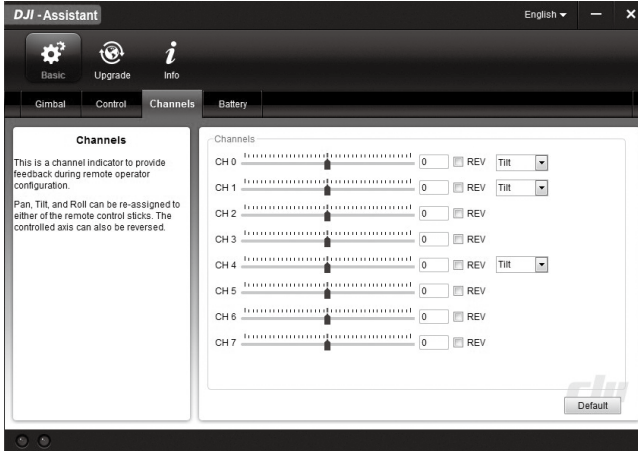 DJI - Assistant
English
Basic
Upgrade
Info
Gimbal Control Channels Battery
Channels
This is a channel indicator to provide
feedback during remote operator
configuration.
Pan, Tilt, and Roll can be re-assigned to
either of the remote control sticks. The
controlled axis can also be reversed.
Channels
CH 0 0 REV Tilt
CH 1 0 REV Tilt
CH 2 0 REV
CH 3 0 REV
CH 4 0 REV Tilt
CH 5 0 REV
CH 6 0 REV
CH 7 0 REV
Default